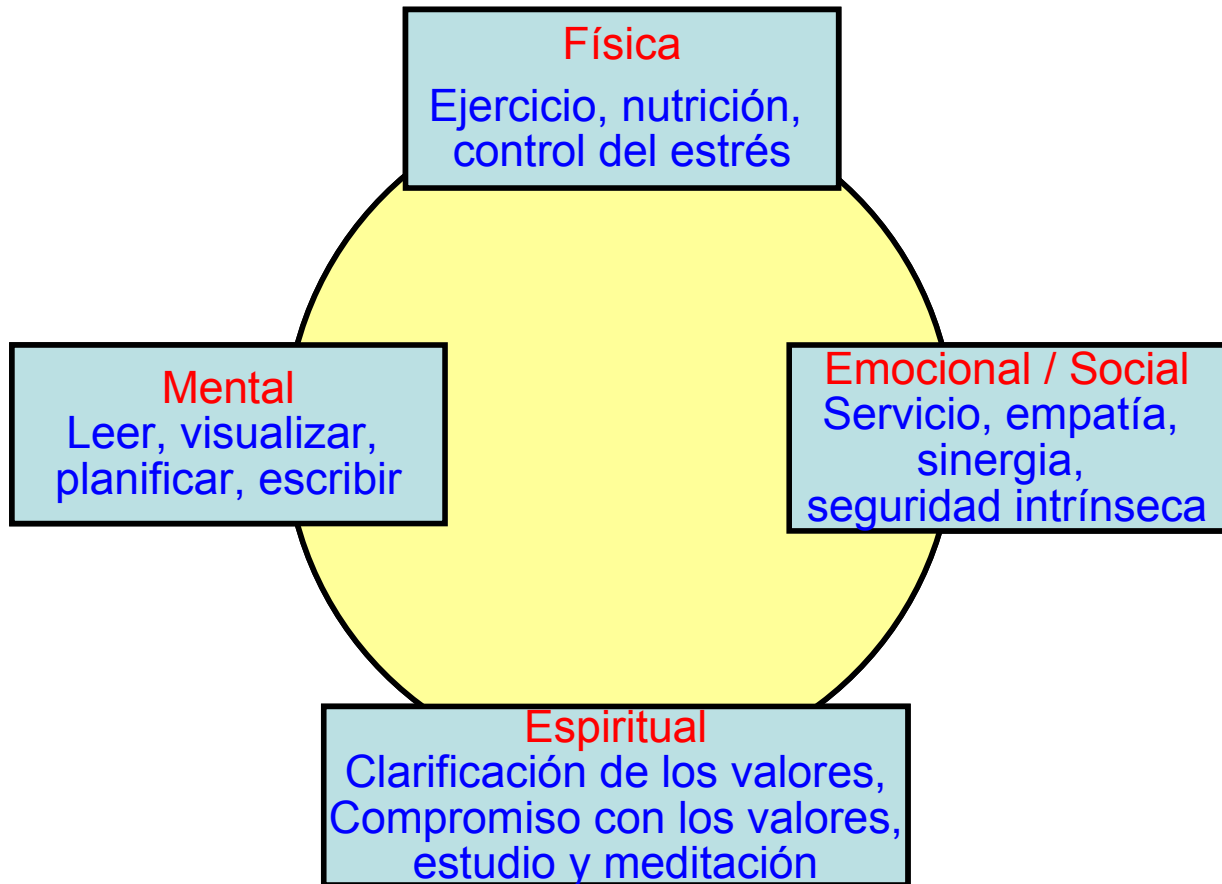 Física
Ejercicio, nutrición,
control del estrés
Mental
Leer, visualizar,
planificar, escribir
Emocional / Social
Servicio, empatía,
sinergia,
seguridad intrínseca
Espiritual
Clarificación de los valores,
Compromiso con los valores,
estudio y meditación